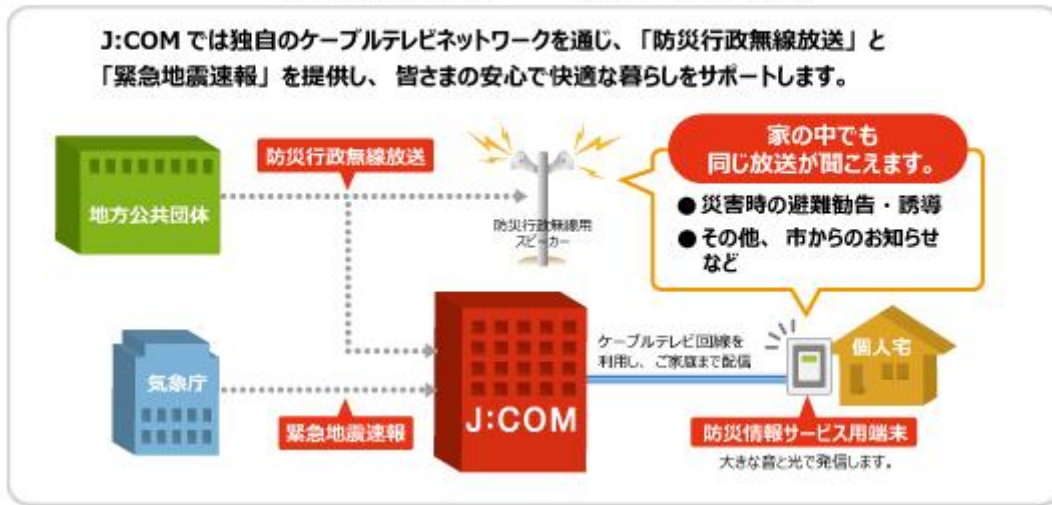 J:COM では独自のケーブルテレビネットワークを通じ、「防災行政無線放送」と
「緊急地震速報」を提供し、 皆さまの安心で快適な暮らしをサポートします。
防災行政無線放送
家の中でも
同じ放送が聞こえます。
地方公共団体
防災行政無線用
スピーカー
● 災害時の避難勧告・誘導
● その他、 市からのお知らせ
など
気象庁
緊急地震速報
J:COM
ケーブルテレビ回線を
利用し、ご家庭まで配信
個人宅
防災情報サービス用端末
大きな音と光で発信します。